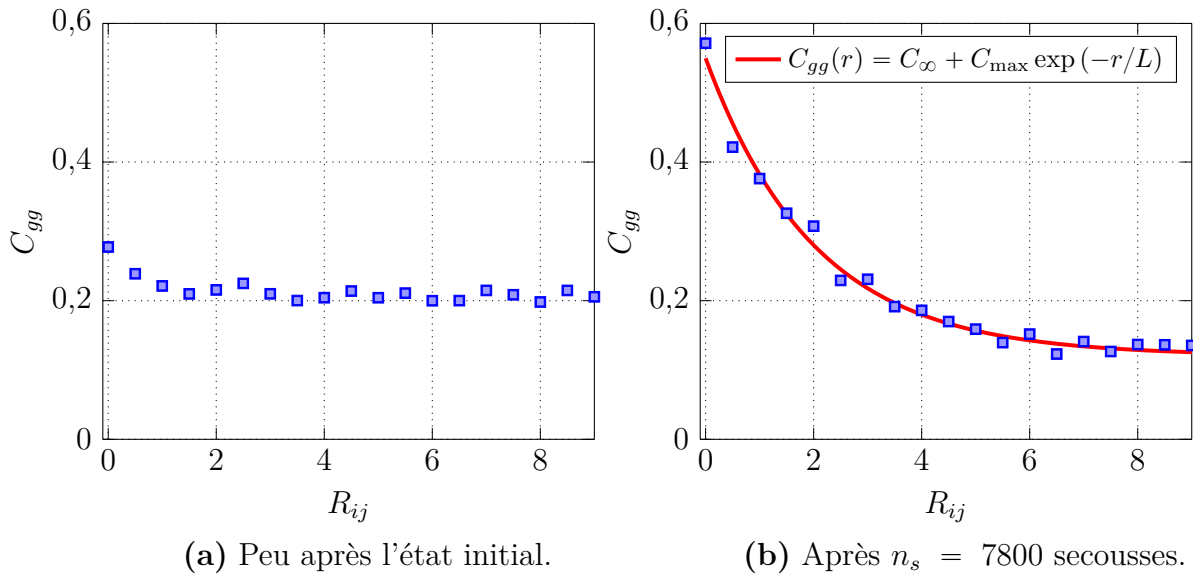 0,6
0,4
0,2
0
C_{gg}
0 2 4 6 8
R_{ij}
(a) Peu après l'état initial.
0,6
0,4
0,2
0
C_{gg}
C_{gg}(r) = C_∞ + C_{max} exp (−r/L)
0 2 4 6 8
R_{ij}
(b) Après n_s = 7800 secousses.